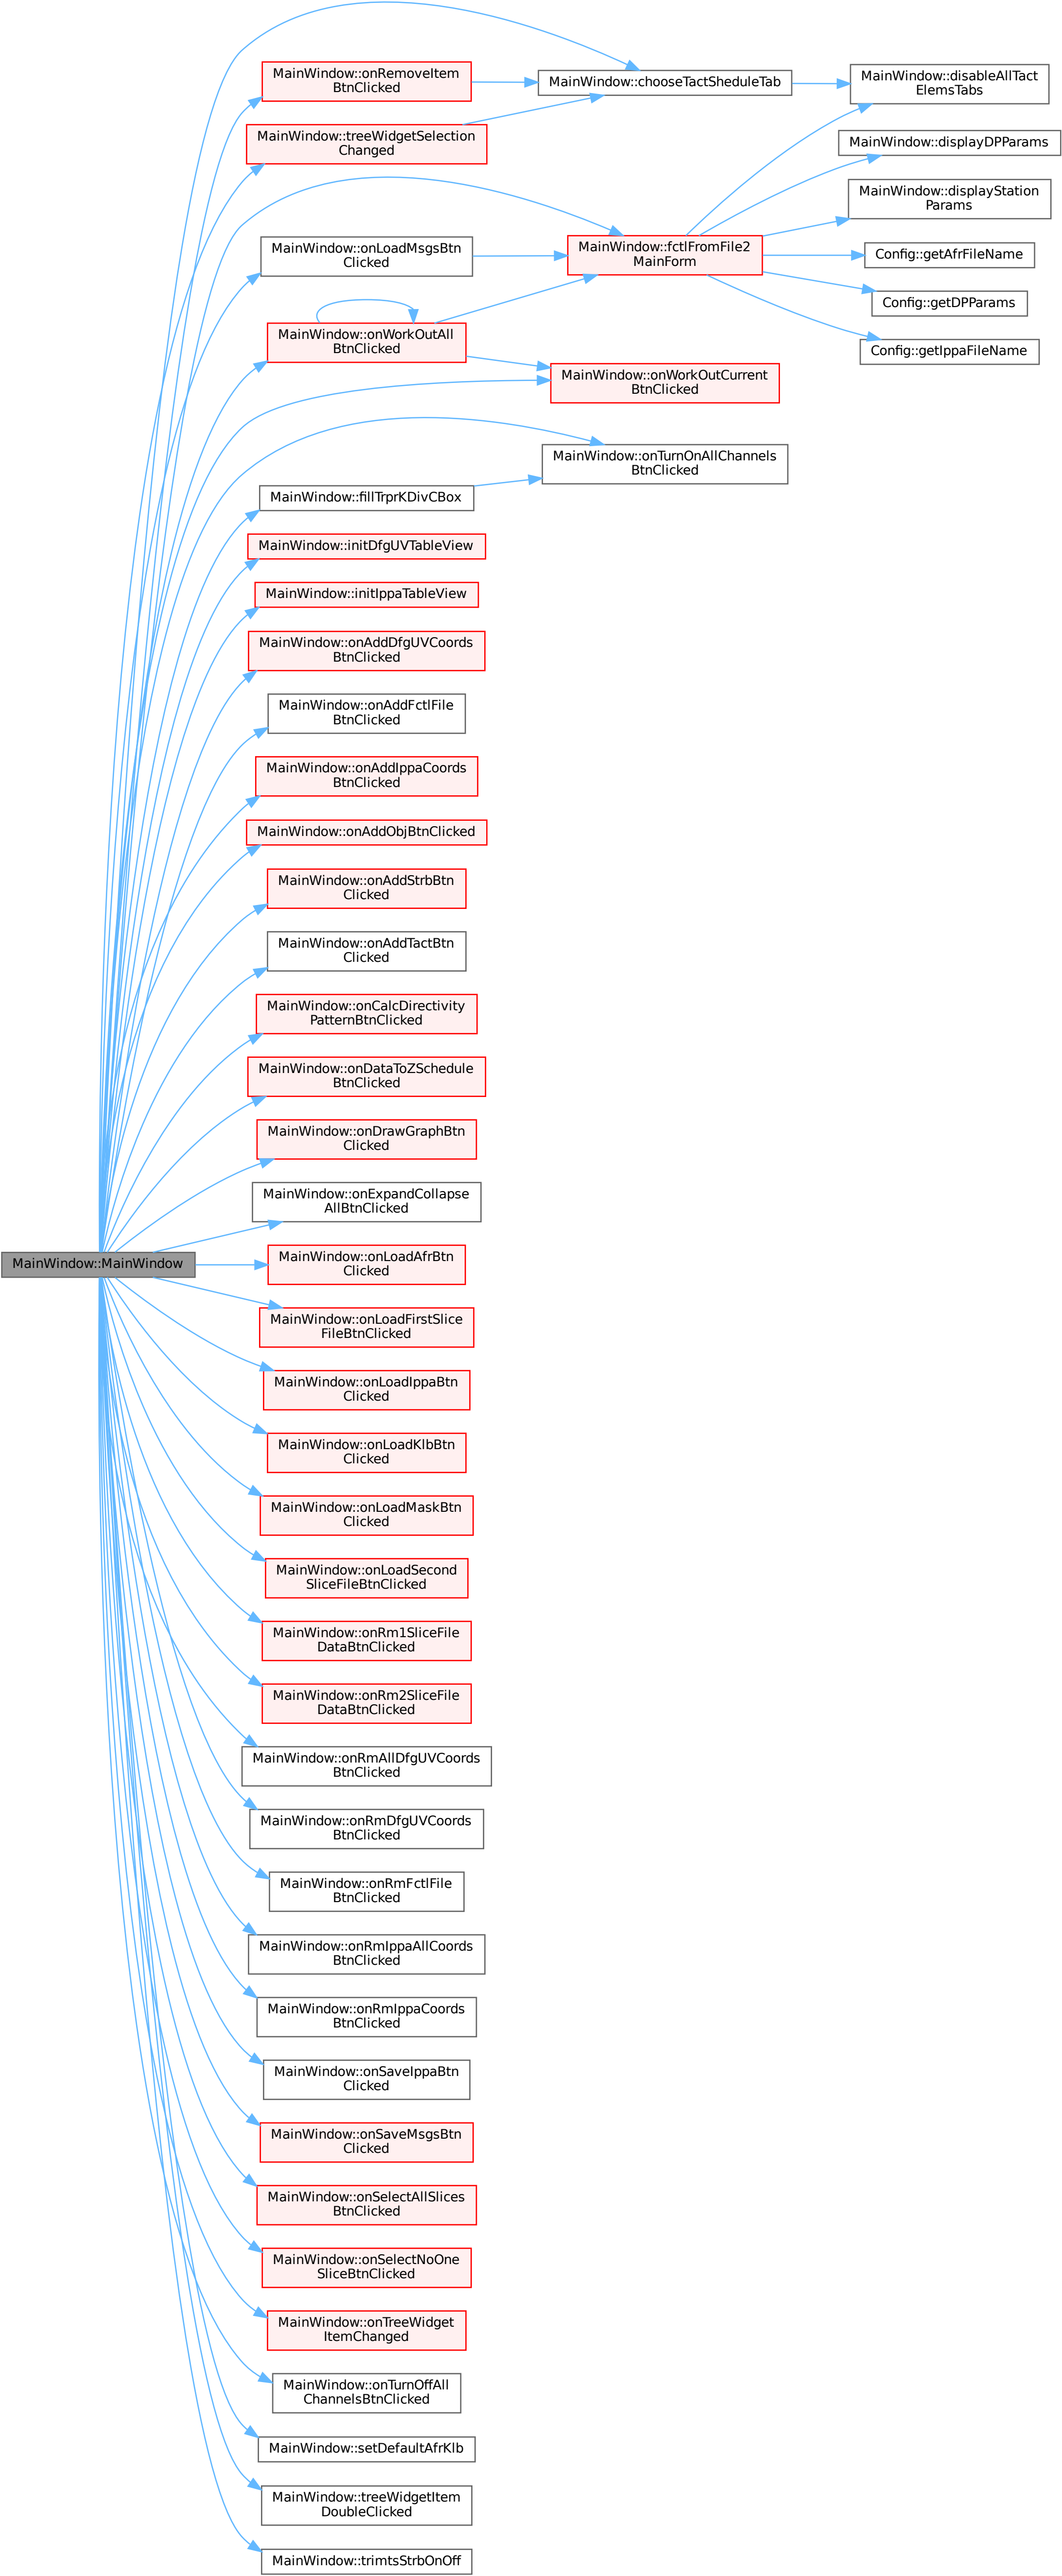 MainWindow::MainWindow
MainWindow::onRemoveItem
BtnClicked
MainWindow::treeWidgetSelection
Changed
MainWindow::onLoadMsgsBtn
Clicked
MainWindow::onWorkOutAll
BtnClicked
MainWindow::fillTrprKDivCBox
MainWindow::initDfgUVTableView
MainWindow::initIppaTableView
MainWindow::onAddDfgUVCoords
BtnClicked
MainWindow::onAddFctlFile
BtnClicked
MainWindow::onAddIppaCoords
BtnClicked
MainWindow::onAddObjBtnClicked
MainWindow::onAddStrbBtn
Clicked
MainWindow::onAddTactBtn
Clicked
MainWindow::onCalcDirectivity
PatternBtnClicked
MainWindow::onDataToZSchedule
BtnClicked
MainWindow::onDrawGraphBtn
Clicked
MainWindow::onExpandCollapse
AllBtnClicked
MainWindow::onLoadAfrBtn
Clicked
MainWindow::onLoadFirstSlice
FileBtnClicked
MainWindow::onLoadIppaBtn
Clicked
MainWindow::onLoadKlbBtn
Clicked
MainWindow::onLoadMaskBtn
Clicked
MainWindow::onLoadSecond
SliceFileBtnClicked
MainWindow::onRm1SliceFile
DataBtnClicked
MainWindow::onRm2SliceFile
DataBtnClicked
MainWindow::onRmAllDfgUVCoords
BtnClicked
MainWindow::onRmDfgUVCoords
BtnClicked
MainWindow::onRmFctlFile
BtnClicked
MainWindow::onRmIppaAllCoords
BtnClicked
MainWindow::onRmIppaCoords
BtnClicked
MainWindow::onSaveIppaBtn
Clicked
MainWindow::onSaveMsgsBtn
Clicked
MainWindow::onSelectAllSlices
BtnClicked
MainWindow::onSelectNoOne
SliceBtnClicked
MainWindow::onTreeWidget
ItemChanged
MainWindow::onTurnOffAll
ChannelsBtnClicked
MainWindow::setDefaultAfrKlb
MainWindow::treeWidgetItem
DoubleClicked
MainWindow::trimtsStrbOnOff
MainWindow::chooseTactSheduleTab
MainWindow::fctlFromFile2
MainForm
MainWindow::onWorkOutCurrent
BtnClicked
MainWindow::onTurnOnAllChannels
BtnClicked
MainWindow::disableAllTact
ElemsTabs
MainWindow::displayDPParams
MainWindow::displayStation
Params
Config::getAfrFileName
Config::getDPParams
Config::getIppaFileName